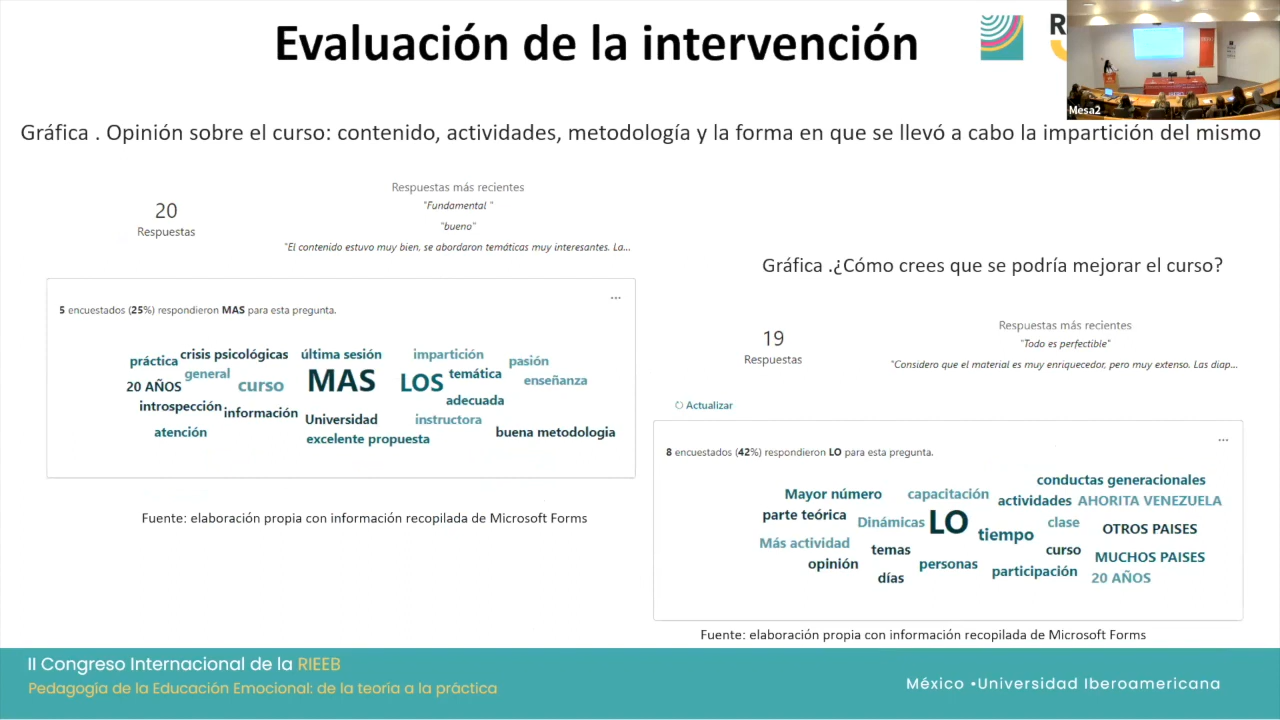 Evaluación de la intervención
R
Mesa2
Gráfica . Opinión sobre el curso: contenido, actividades, metodología y la forma en que se llevó a cabo la impartición del mismo
20
Respuestas
Respuestas más recientes
"Fundamental "
"bueno"
"El contenido estuvo muy bien, se abordaron temáticas muy interesantes. La...
5 encuestados (25%) respondieron MAS para esta pregunta.
...
práctica crisis psicológicas última sesión impartición pasión
20 AÑOS general curso MAS LOS temática enseñanza
introspección información Universidad adecuada instructora
atención excelente propuesta buena metodologia
Fuente: elaboración propia con información recopilada de Microsoft Forms
Gráfica .¿Cómo crees que se podría mejorar el curso?
19
Respuestas
Respuestas más recientes
"Todo es perfectible"
"Considero que el material es muy enriquecedor, pero muy extenso. Las diap...
Actualizar
8 encuestados (42%) respondieron LO para esta pregunta.
...
Mayor número capacitación actividades conductas generacionales AHORITA VENEZUELA
parte teórica Dinámicas LO tiempo clase OTROS PAISES
Más actividad temas curso MUCHOS PAISES
opinión días personas participación 20 AÑOS
Fuente: elaboración propia con información recopilada de Microsoft Forms
II Congreso Internacional de la RIEEB
Pedagogía de la Educación Emocional: de la teoría a la práctica
México •Universidad Iberoamericana